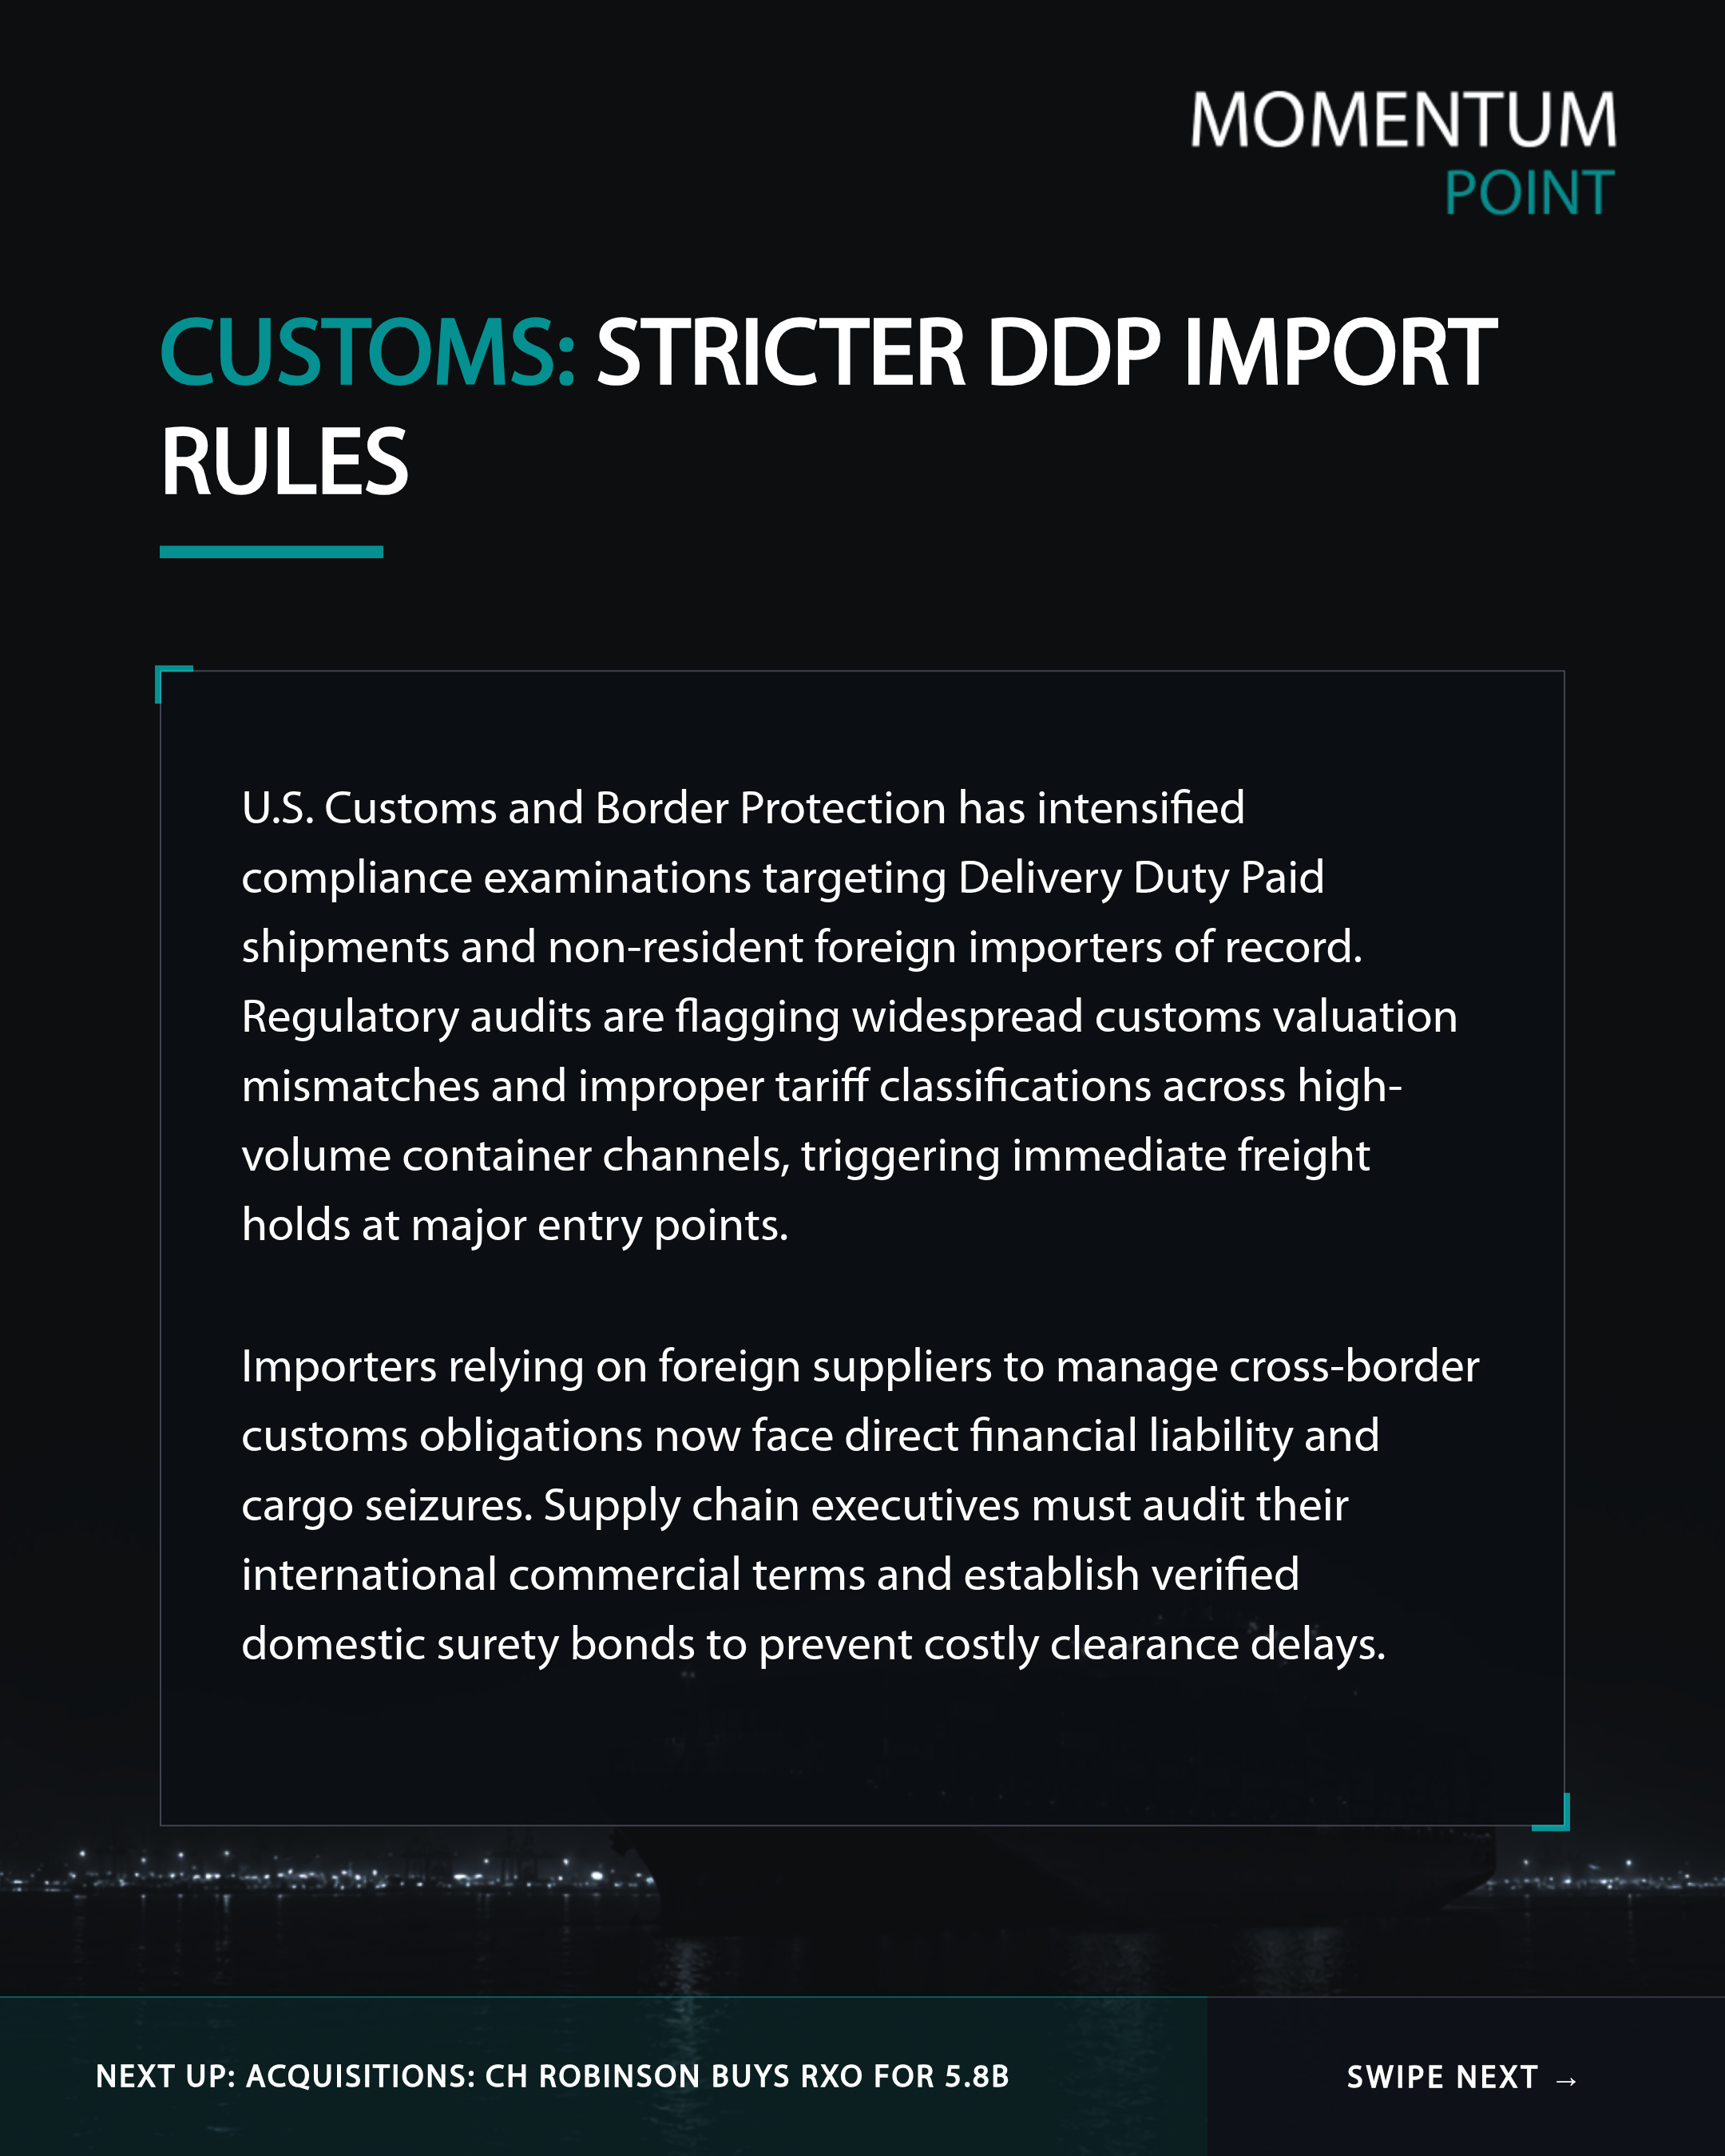 MOMENTUM
POINT
CUSTOMS: STRICTER DDP IMPORT
RULES
U.S. Customs and Border Protection has intensified
compliance examinations targeting Delivery Duty Paid
shipments and non-resident foreign importers of record.
Regulatory audits are flagging widespread customs valuation
mismatches and improper tariff classifications across high-
volume container channels, triggering immediate freight
holds at major entry points.
Importers relying on foreign suppliers to manage cross-border
customs obligations now face direct financial liability and
cargo seizures. Supply chain executives must audit their
international commercial terms and establish verified
domestic surety bonds to prevent costly clearance delays.
NEXT UP: ACQUISITIONS: CH ROBINSON BUYS RXO FOR 5.8B
SWIPE NEXT →